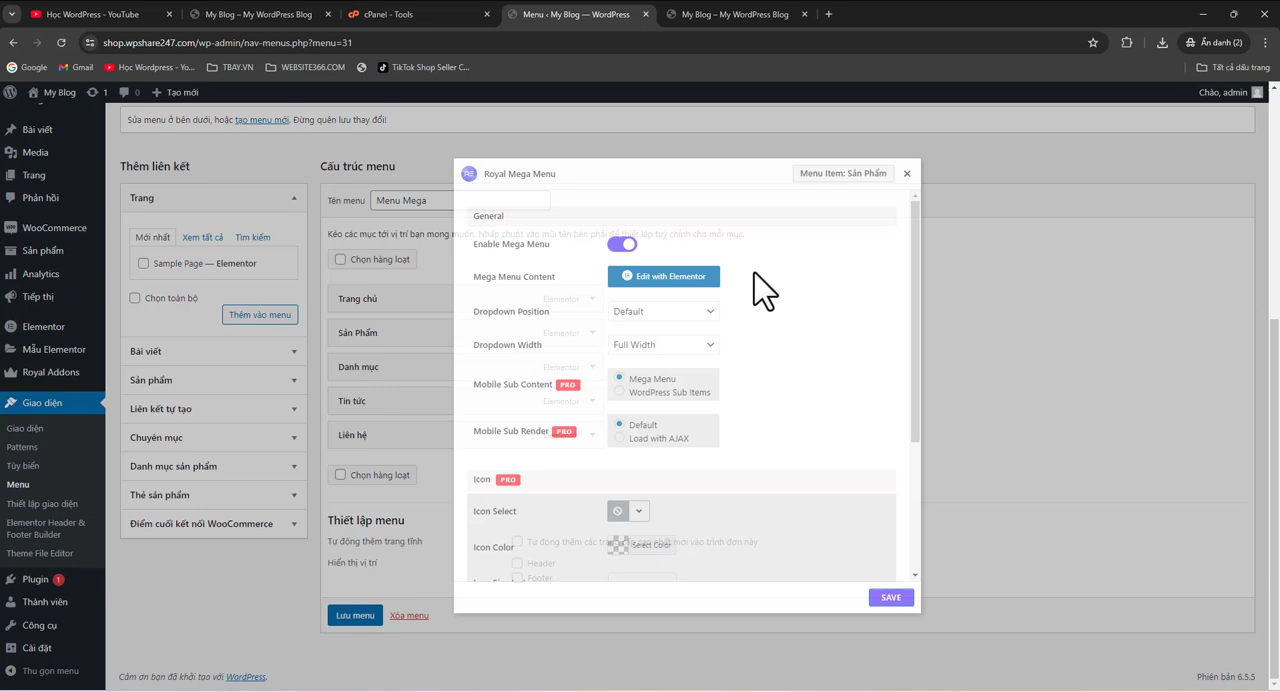 Học WordPress - YouTube
My Blog – My WordPress Blog
cPanel - Tools
Menu ‹ My Blog — WordPress
My Blog – My WordPress Blog
shop.wpshare247.com/wp-admin/nav-menus.php?menu=31
Ẩn danh (2)
Google
Gmail
Học Wordpress - Yo...
TBAY.VN
WEBSITE366.COM
TikTok Shop Seller C...
Tất cả dấu trang
My Blog
1
0
Tạo mới
Chào, admin
Bài viết
Media
Trang
Phản hồi
WooCommerce
Sản phẩm
Analytics
Tiếp thị
Elementor
Mẫu Elementor
Royal Addons
Giao diện
Giao diện
Patterns
Tùy biến
Menu
Thiết lập giao diện
Elementor Header &
Footer Builder
Theme File Editor
Plugin 1
Thành viên
Công cụ
Cài đặt
Thu gọn menu
Sửa menu ở bên dưới, hoặc tạo menu mới. Đừng quên lưu thay đổi!
Thêm liên kết
Trang
Mới nhất
Xem tất cả
Tìm kiếm
Sample Page — Elementor
Chọn toàn bộ
Thêm vào menu
Bài viết
Sản phẩm
Liên kết tự tạo
Chuyên mục
Danh mục sản phẩm
Thẻ sản phẩm
Điểm cuối kết nối WooCommerce
Cấu trúc menu
Tên menu
Menu Mega
Kéo các mục tới vị trí bạn mong muốn. Nhấp chuột vào mũi tên bên phải để thiết lập tuỳ chỉnh cho mỗi mục.
Chọn hàng loạt
Trang chủ
Elementor
Sản Phẩm
Elementor
Danh mục
Elementor
Tin tức
Elementor
Liên hệ
Chọn hàng loạt
Thiết lập menu
Tự động thêm trang tĩnh
Hiển thị vị trí
Header
Footer
Lưu menu
Xóa menu
Royal Mega Menu
Menu Item: Sản Phẩm
General
Enable Mega Menu
Mega Menu Content
Edit with Elementor
Dropdown Position
Default
Dropdown Width
Full Width
Mobile Sub Content PRO
Mega Menu
WordPress Sub Items
Mobile Sub Render PRO
Default
Load with AJAX
Icon PRO
Icon Select
Icon Color
Select Color
SAVE
Cảm ơn bạn đã khởi tạo với WordPress.
Phiên bản 6.5.5